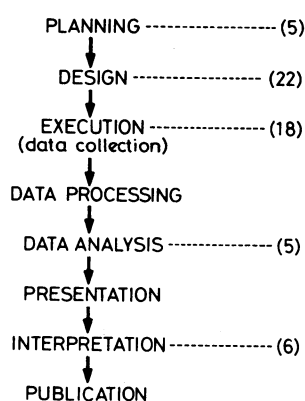 PLANNING (5)
DESIGN (22)
EXECUTION (18)
(data collection)
DATA PROCESSING
DATA ANALYSIS (5)
PRESENTATION
INTERPRETATION (6)
PUBLICATION